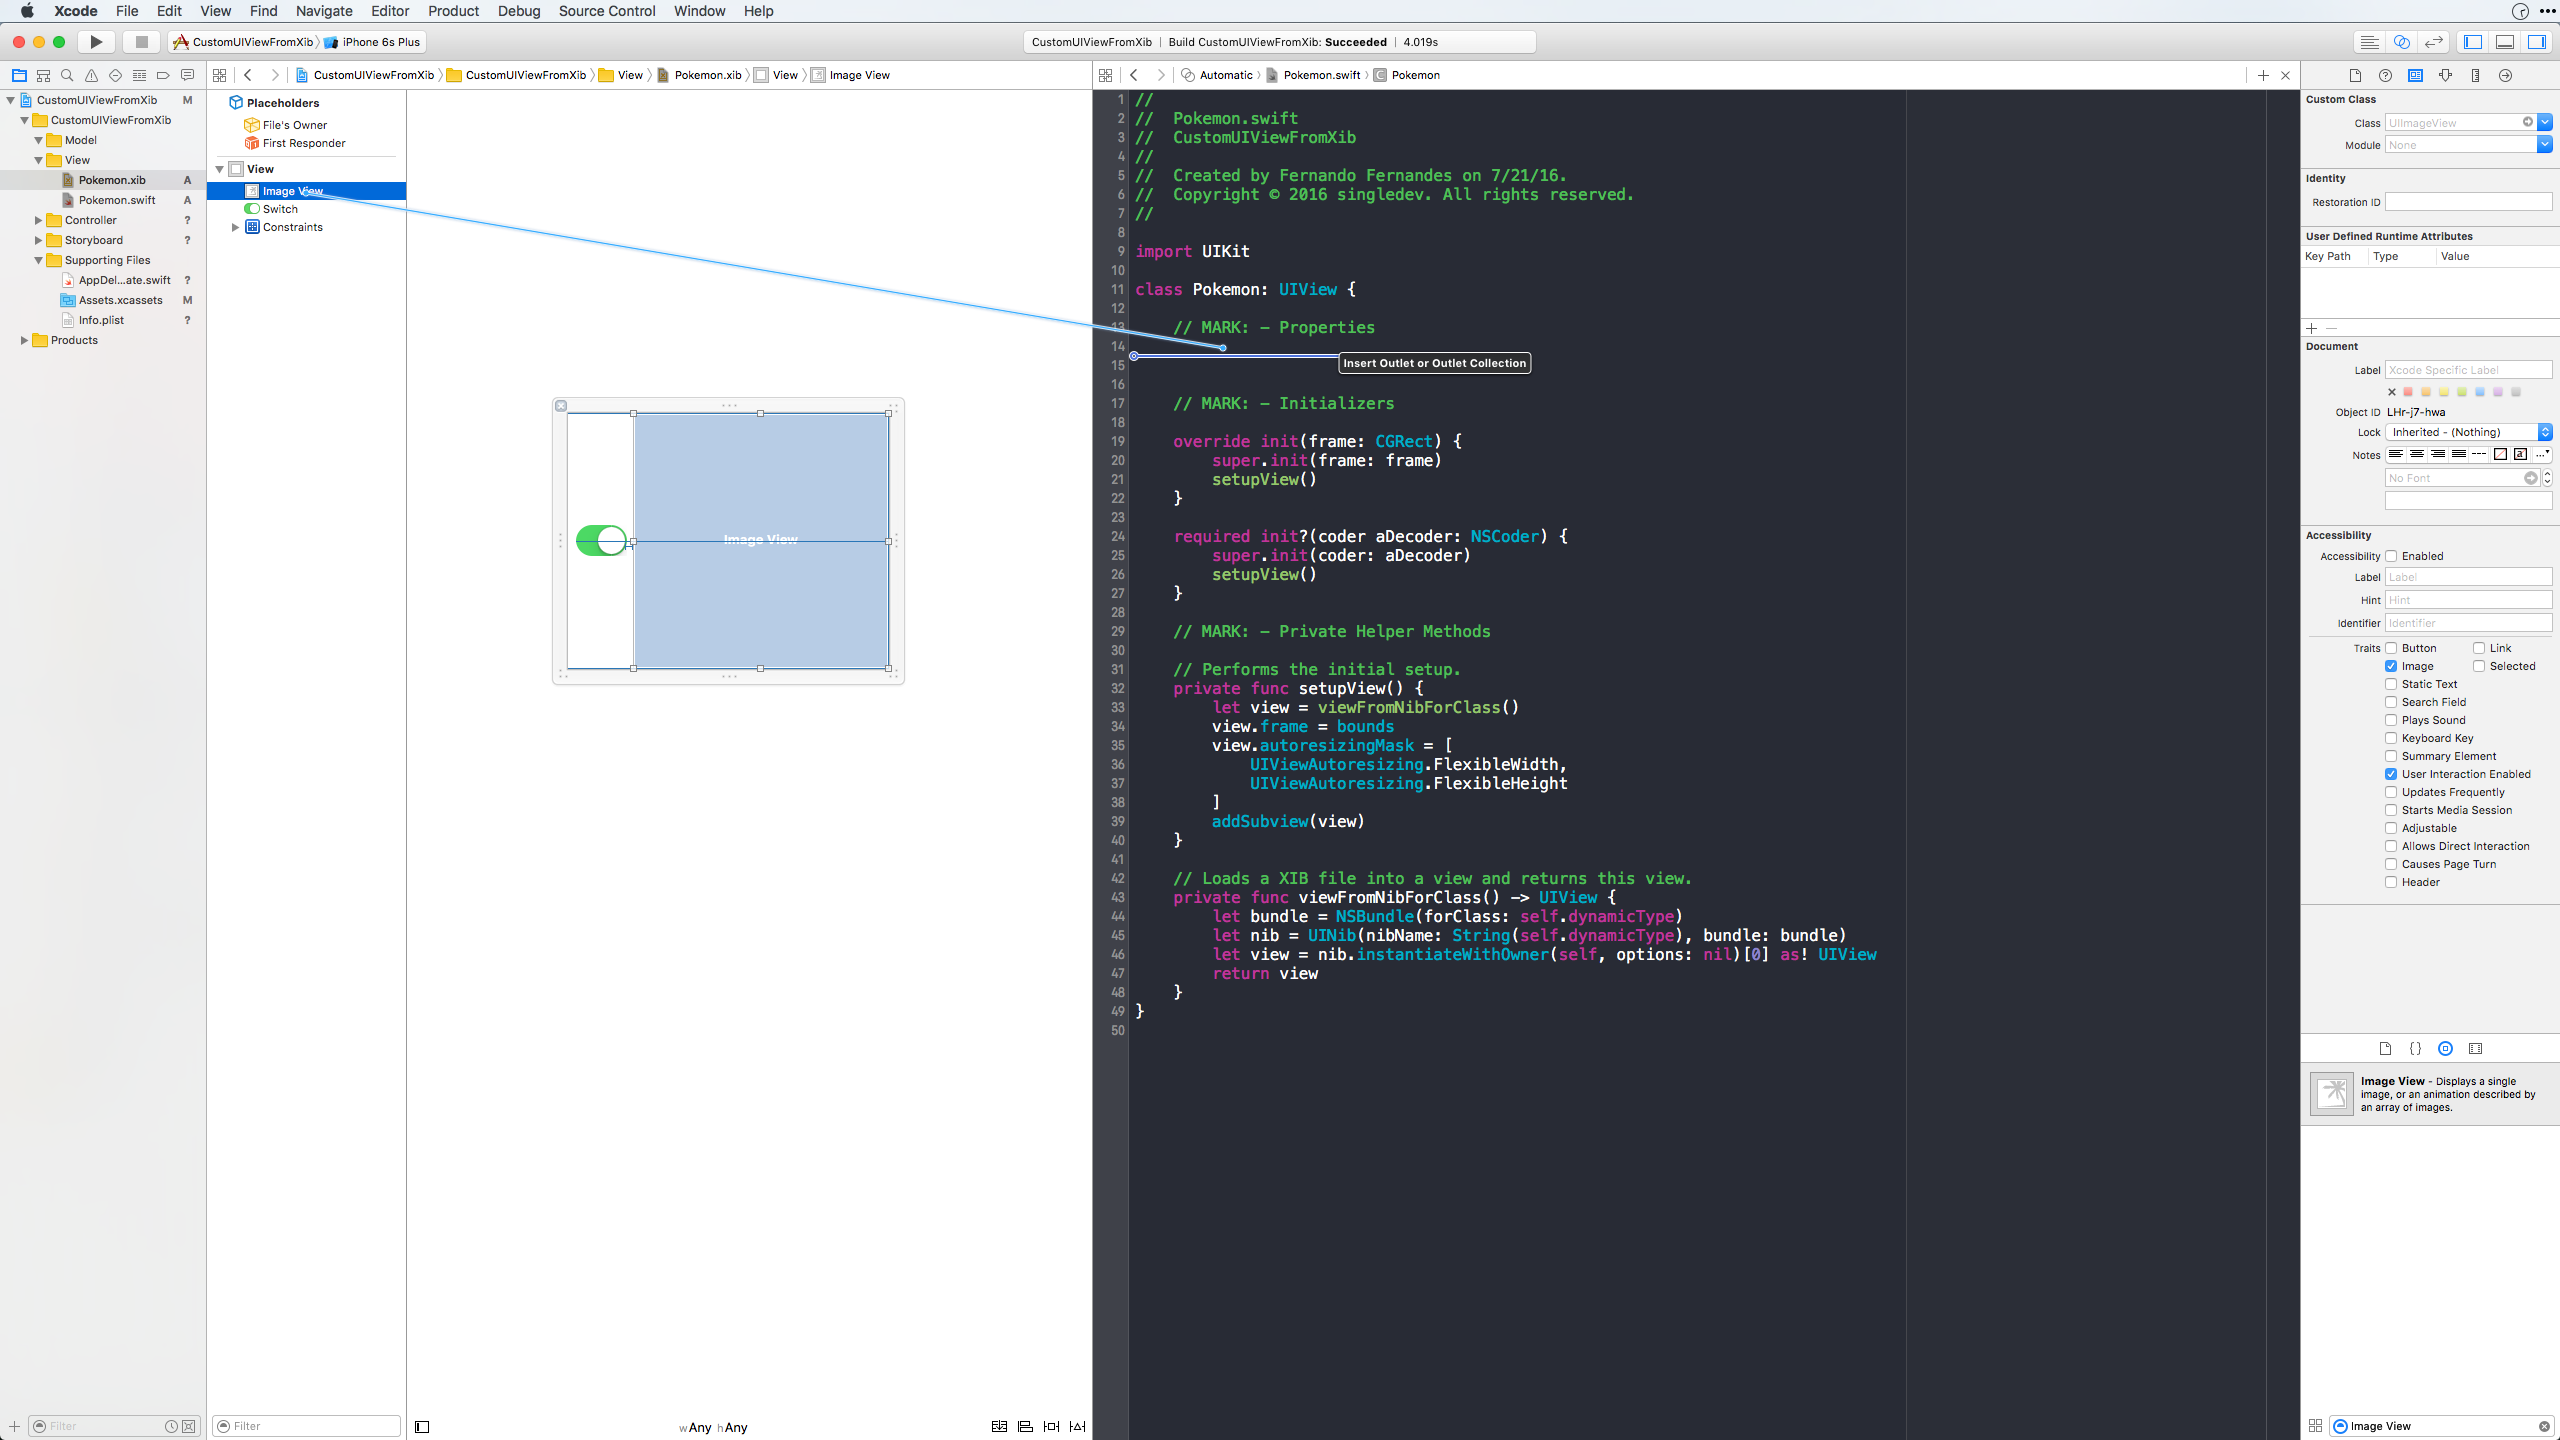 Xcode File Edit View Find Navigate Editor Product Debug Source Control Window Help
CustomUIViewFromXib iPhone 6s Plus
CustomUIViewFromXib | Build CustomUIViewFromXib: Succeeded | 4.019s
CustomUIViewFromXib CustomUIViewFromXib View Pokemon.xib View Image View
Automatic Pokemon.swift Pokemon
CustomUIViewFromXib M
CustomUIViewFromXib
Model
View
Pokemon.xib A
Pokemon.swift A
Controller ?
Storyboard ?
Supporting Files
AppDel...ate.swift ?
Assets.xcassets M
Info.plist ?
Products
Filter
Placeholders
File's Owner
First Responder
View
Image View
Switch
Constraints
Filter
Image View
wAny hAny
1 //
2 //  Pokemon.swift
3 //  CustomUIViewFromXib
4 //
5 //  Created by Fernando Fernandes on 7/21/16.
6 //  Copyright © 2016 singledev. All rights reserved.
7 //
8
9 import UIKit
10
11 class Pokemon: UIView {
12
13     // MARK: - Properties
14
15
Insert Outlet or Outlet Collection
16
17     // MARK: - Initializers
18
19     override init(frame: CGRect) {
20         super.init(frame: frame)
21         setupView()
22     }
23
24     required init?(coder aDecoder: NSCoder) {
25         super.init(coder: aDecoder)
26         setupView()
27     }
28
29     // MARK: - Private Helper Methods
30
31     // Performs the initial setup.
32     private func setupView() {
33         let view = viewFromNibForClass()
34         view.frame = bounds
35         view.autoresizingMask = [
36             UIViewAutoresizing.FlexibleWidth,
37             UIViewAutoresizing.FlexibleHeight
38         ]
39         addSubview(view)
40     }
41
42     // Loads a XIB file into a view and returns this view.
43     private func viewFromNibForClass() -> UIView {
44         let bundle = NSBundle(forClass: self.dynamicType)
45         let nib = UINib(nibName: String(self.dynamicType), bundle: bundle)
46         let view = nib.instantiateWithOwner(self, options: nil)[0] as! UIView
47         return view
48     }
49 }
50
Custom Class
Class UIImageView
Module None
Identity
Restoration ID
User Defined Runtime Attributes
Key Path Type Value
Document
Label Xcode Specific Label
Object ID LHr-j7-hwa
Lock Inherited - (Nothing)
Notes
No Font
Accessibility
Accessibility Enabled
Label Label
Hint Hint
Identifier Identifier
Traits Button Link
Image Selected
Static Text
Search Field
Plays Sound
Keyboard Key
Summary Element
User Interaction Enabled
Updates Frequently
Starts Media Session
Adjustable
Allows Direct Interaction
Causes Page Turn
Header
Image View - Displays a single
image, or an animation described by
an array of images.
Image View